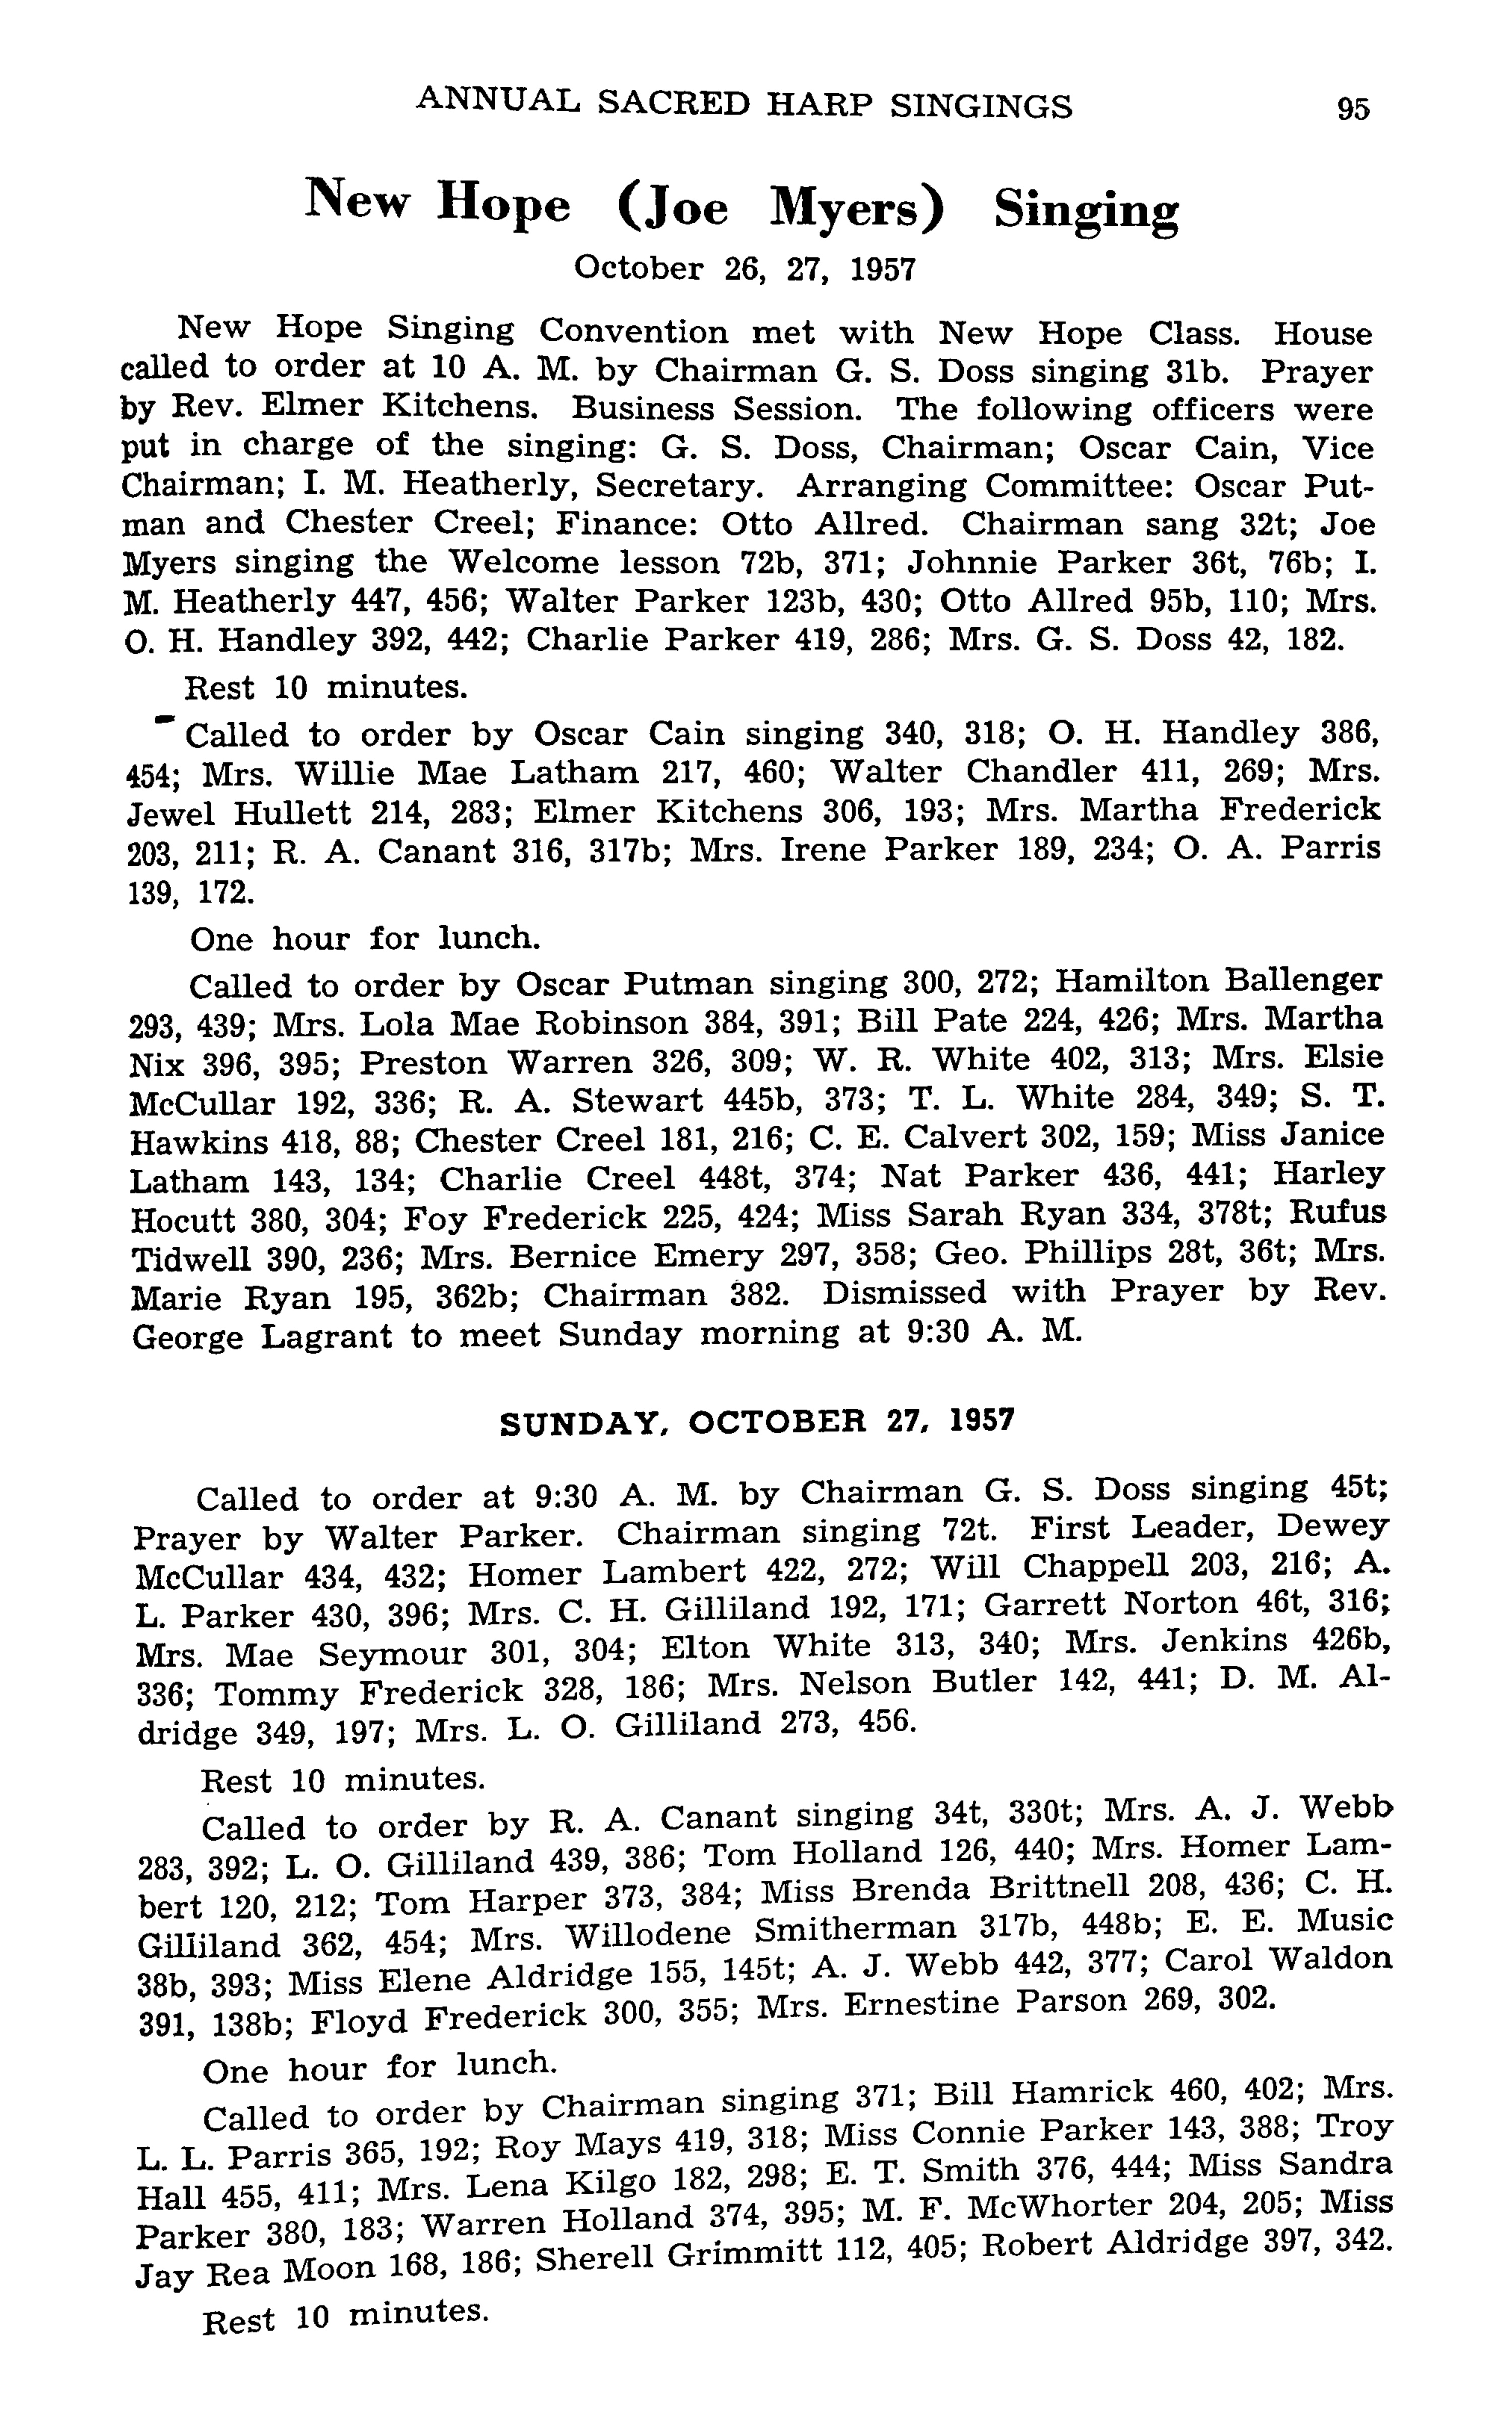 ANNUAL SACRED HARP SINGINGS 95
New Hope (Joe Myers) Singing
October 26, 27, 1957
New Hope Singing Convention met with New Hope Class. House
called to order at 10 A. M. by Chairman G. S. Doss singing 31b. Prayer
by Rev. Elmer Kitchens. Business Session. The following officers were
put in charge of the singing: G. S. Doss, Chairman; Oscar Cain, Vice
Chairman; I. M. Heatherly, Secretary. Arranging Committee: Oscar Put-
man and Chester Creel; Finance: Otto Allred. Chairman sang 32t; Joe
Myers singing the Welcome lesson 72b, 371; Johnnie Parker 36t, 76b; I.
M. Heatherly 447, 456; Walter Parker 123b, 430; Otto Allred 95b, 110; Mrs.
O. H. Handley 392, 442; Charlie Parker 419, 286; Mrs. G. S. Doss 42, 182.
Rest 10 minutes.
Called to order by Oscar Cain singing 340, 318; O. H. Handley 386,
454; Mrs. Willie Mae Latham 217, 460; Walter Chandler 411, 269; Mrs.
Jewel Hullett 214, 283; Elmer Kitchens 306, 193; Mrs. Martha Frederick
203, 211; R. A. Canant 316, 317b; Mrs. Irene Parker 189, 234; O. A. Parris
139, 172.
One hour for lunch.
Called to order by Oscar Putman singing 300, 272; Hamilton Ballenger
293, 439; Mrs. Lola Mae Robinson 384, 391; Bill Pate 224, 426; Mrs. Martha
Nix 396, 395; Preston Warren 326, 309; W. R. White 402, 313; Mrs. Elsie
McCullar 192, 336; R. A. Stewart 445b, 373; T. L. White 284, 349; S. T.
Hawkins 418, 88; Chester Creel 181, 216; C. E. Calvert 302, 159; Miss Janice
Latham 143, 134; Charlie Creel 448t, 374; Nat Parker 436, 441; Harley
Hocutt 380, 304; Foy Frederick 225, 424; Miss Sarah Ryan 334, 378t; Rufus
Tidwell 390, 236; Mrs. Bernice Emery 297, 358; Geo. Phillips 28t, 36t; Mrs.
Marie Ryan 195, 362b; Chairman 382. Dismissed with Prayer by Rev.
George Lagrant to meet Sunday morning at 9:30 A. M.
SUNDAY, OCTOBER 27, 1957
Called to order at 9:30 A. M. by Chairman G. S. Doss singing 45t;
Prayer by Walter Parker. Chairman singing 72t. First Leader, Dewey
McCullar 434, 432; Homer Lambert 422, 272; Will Chappell 203, 216; A.
L. Parker 430, 396; Mrs. C. H. Gilliland 192, 171; Garrett Norton 46t, 316;
Mrs. Mae Seymour 301, 304; Elton White 313, 340; Mrs. Jenkins 426b,
336; Tommy Frederick 328, 186; Mrs. Nelson Butler 142, 441; D. M. Al-
dridge 349, 197; Mrs. L. O. Gilliland 273, 456.
Rest 10 minutes.
Called to order by R. A. Canant singing 34t, 330t; Mrs. A. J. Webb
283, 392; L. O. Gilliland 439, 386; Tom Holland 126, 440; Mrs. Homer Lam-
bert 120, 212; Tom Harper 373, 384; Miss Brenda Brittnell 208, 436; C. H.
Gilliland 362, 454; Mrs. Willodene Smitherman 317b, 448b; E. E. Music
38b, 393; Miss Elene Aldridge 155, 145t; A. J. Webb 442, 377; Carol Waldon
391, 138b; Floyd Frederick 300, 355; Mrs. Ernestine Parson 269, 302.
One hour for lunch.
Called to order by Chairman singing 371; Bill Hamrick 460, 402; Mrs.
L. L. Parris 365, 192; Roy Mays 419, 318; Miss Connie Parker 143, 388; Troy
Hall 455, 411; Mrs. Lena Kilgo 182, 298; E. T. Smith 376, 444; Miss Sandra
Parker 380, 183; Warren Holland 374, 395; M. F. McWhorter 204, 205; Miss
Jay Rea Moon 168, 186; Sherell Grimmitt 112, 405; Robert Aldridge 397, 342.
Rest 10 minutes.